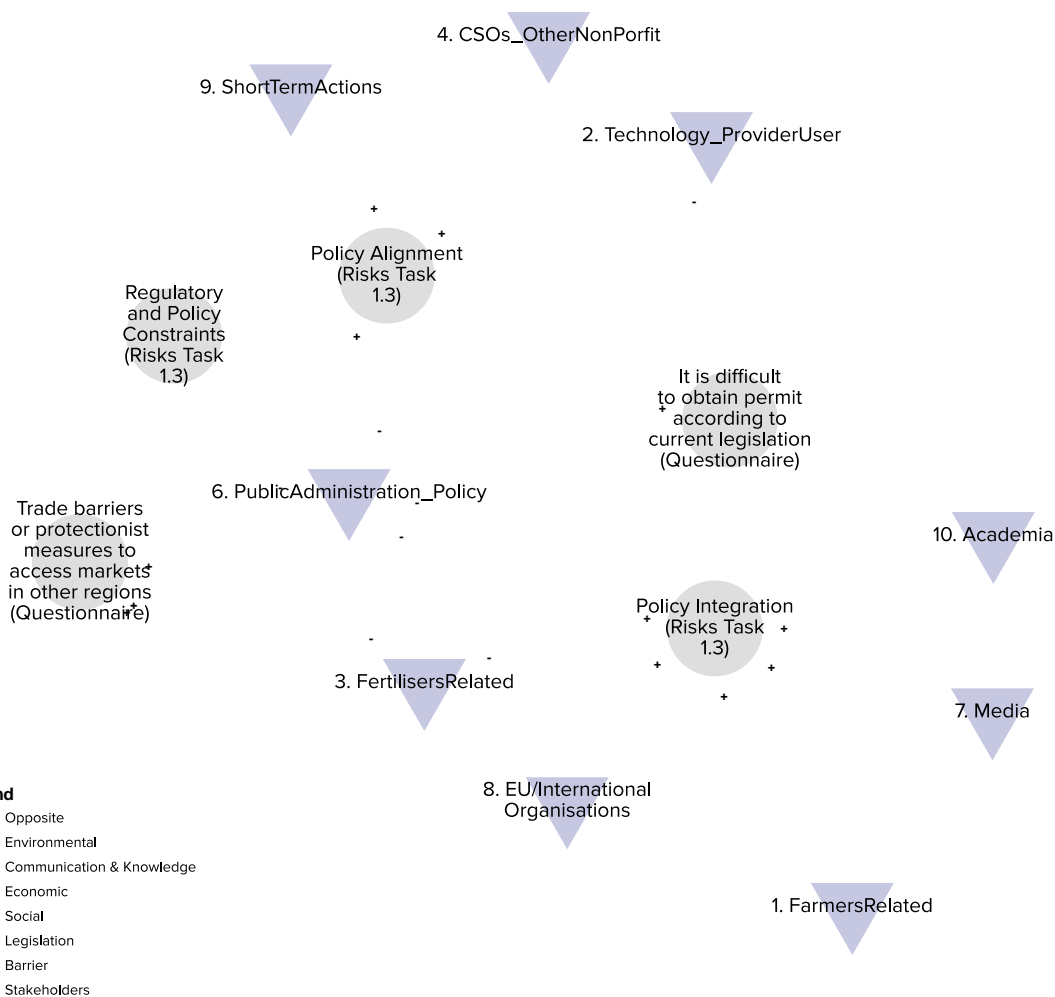 4. CSOs_OtherNonPorfit
9. ShortTermActions
2. Technology_ProviderUser
-
+
+
Policy Alignment
(Risks Task
1.3)
+
Regulatory
and Policy
Constraints
(Risks Task
1.3)
It is difficult
to obtain permit
according to
current legislation
(Questionnaire)
+
-
6. PublicAdministration_Policy
-
-
-
Trade barriers
or protectionist
measures to
access markets
in other regions
(Questionnaire)
+
+
+
10. Academia
Policy Integration
(Risks Task
1.3)
+
+
+
+
+
-
-
3. FertilisersRelated
7. Media
8. EU/International
Organisations
1. FarmersRelated
nd
Opposite
Environmental
Communication & Knowledge
Economic
Social
Legislation
Barrier
Stakeholders